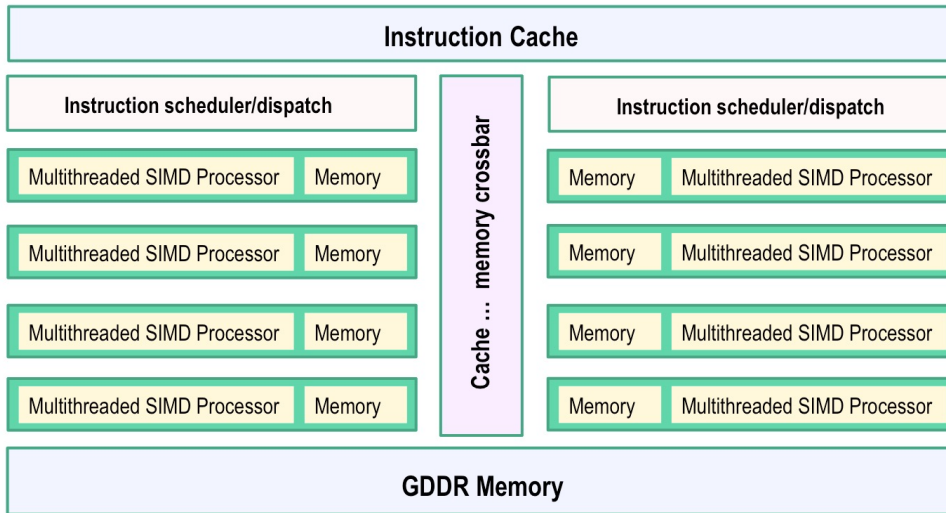 Instruction Cache
Instruction scheduler/dispatch
Multithreaded SIMD Processor Memory
Multithreaded SIMD Processor Memory
Multithreaded SIMD Processor Memory
Multithreaded SIMD Processor Memory
Cache ... memory crossbar
Instruction scheduler/dispatch
Memory Multithreaded SIMD Processor
Memory Multithreaded SIMD Processor
Memory Multithreaded SIMD Processor
Memory Multithreaded SIMD Processor
GDDR Memory